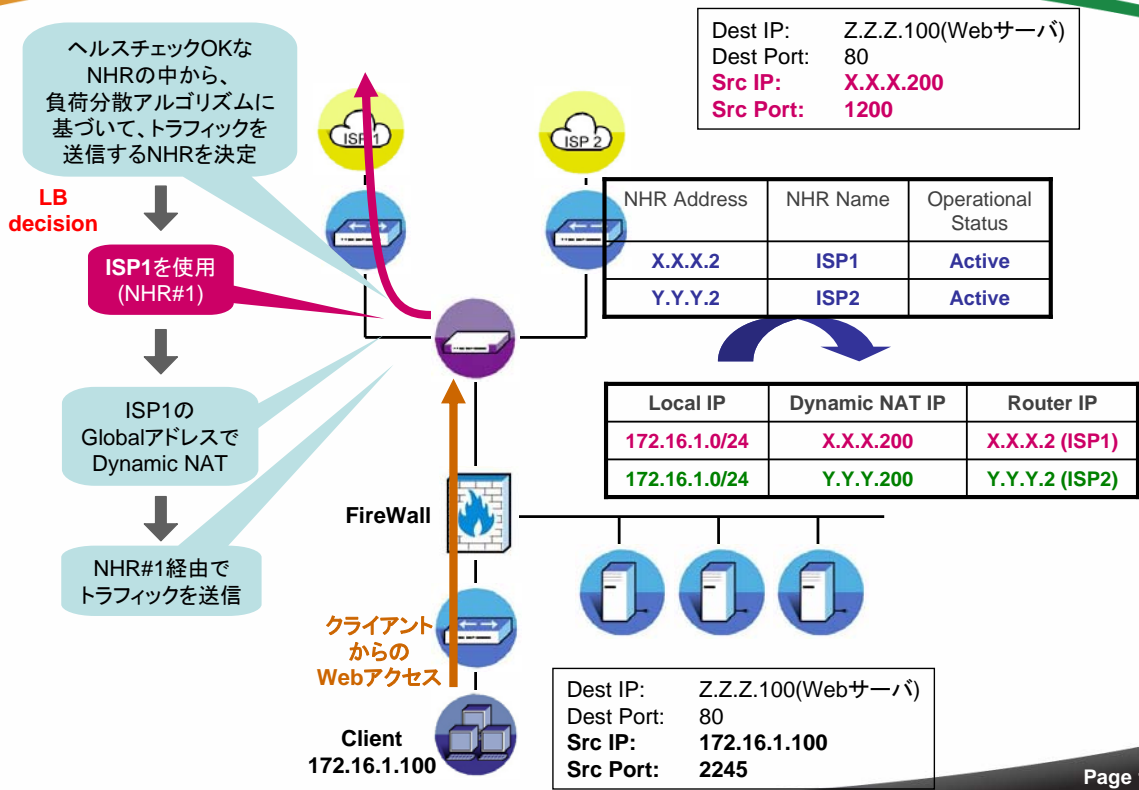 ヘルスチェックOKな
NHRの中から、
負荷分散アルゴリズムに
基づいて、トラフィックを
送信するNHRを決定
LB
decision
ISP1を使用
(NHR#1)
ISP1の
Globalアドレスで
Dynamic NAT
NHR#1経由で
トラフィックを送信
ISP 1
ISP 2
Dest IP: Z.Z.Z.100(Webサーバ)
Dest Port: 80
Src IP: X.X.X.200
Src Port: 1200
NHR Address NHR Name Operational
Status
X.X.X.2 ISP1 Active
Y.Y.Y.2 ISP2 Active
Local IP Dynamic NAT IP Router IP
172.16.1.0/24 X.X.X.200 X.X.X.2 (ISP1)
172.16.1.0/24 Y.Y.Y.200 Y.Y.Y.2 (ISP2)
FireWall
クライアント
からの
Webアクセス
Client
172.16.1.100
Dest IP: Z.Z.Z.100(Webサーバ)
Dest Port: 80
Src IP: 172.16.1.100
Src Port: 2245
Page